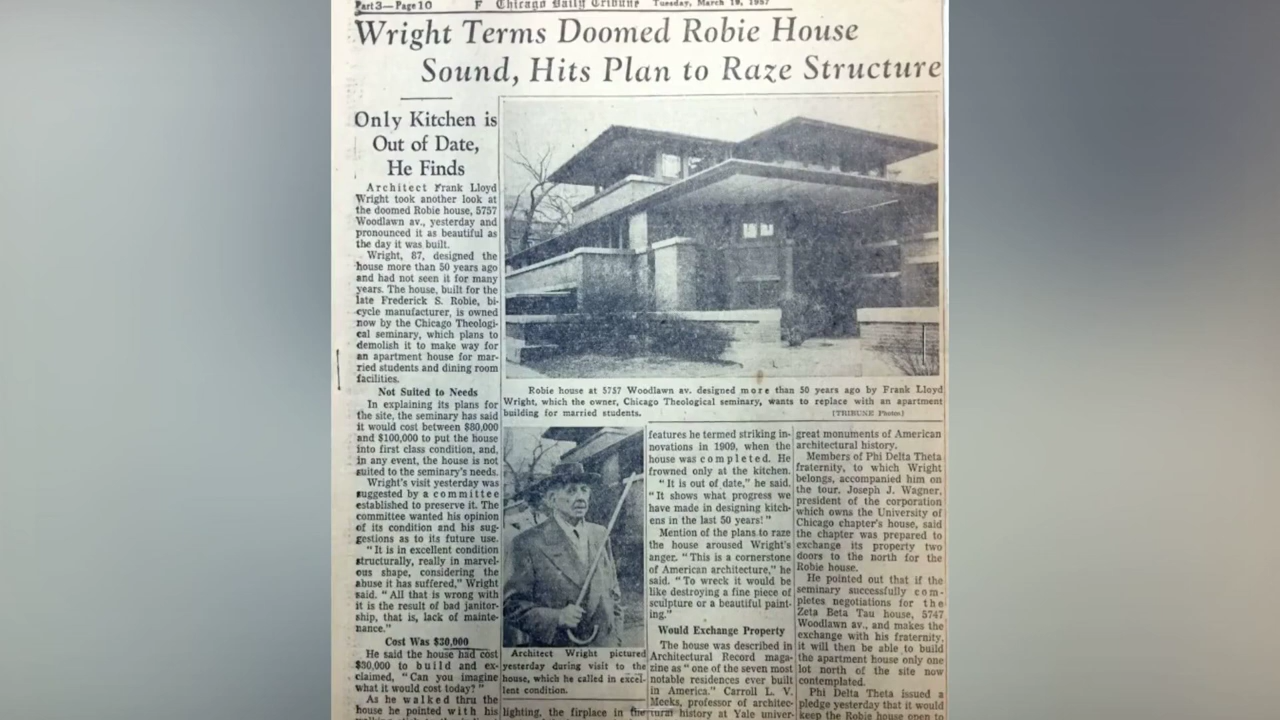 Part 3—Page 10 F Chicago Daily Tribune Tuesday, March 19, 1957
Wright Terms Doomed Robie House
Sound, Hits Plan to Raze Structure
Only Kitchen is
Out of Date,
He Finds
Architect Frank Lloyd
Wright took another look at
the doomed Robie house, 5757
Woodlawn av., yesterday and
pronounced it as beautiful as
the day it was built.
Wright, 87, designed the
house more than 50 years ago
and had not seen it for many
years. The house, built for the
late Frederick S. Robie, bi-
cycle manufacturer, is owned
now by the Chicago Theologi-
cal seminary, which plans to
demolish it to make way for
an apartment house for mar-
ried students and dining room
facilities.
Not Suited to Needs
In explaining its plans for
the site, the seminary has said
it would cost between $80,000
and $100,000 to put the house
into first class condition, and,
in any event, the house is not
suited to the seminary's needs.
Wright's visit yesterday was
suggested by a committee
established to preserve it. The
committee wanted his opinion
of its condition and his sug-
gestions as to its future use.
"It is in excellent condition
structurally, really in marvel-
ous shape, considering the
abuse it has suffered," Wright
said. "All that is wrong with
it is the result of bad janitor-
ship, that is, lack of mainte-
nance."
Cost Was $30,000
He said the house had cost
$30,000 to build and ex-
claimed, "Can you imagine
what it would cost today?"
As he walked thru the
house he pointed with his
Robie house at 5757 Woodlawn av. designed more than 50 years ago by Frank Lloyd
Wright, which the owner, Chicago Theological seminary, wants to replace with an apartment
building for married students. [TRIBUNE Photos]
Architect Wright pictured
yesterday during visit to the
house, which he called in excel-
lent condition.
lighting, the fireplace in the
features he termed striking in-
novations in 1909, when the
house was completed. He
frowned only at the kitchen.
"It is out of date," he said.
"It shows what progress we
have made in designing kitch-
ens in the last 50 years!"
Mention of the plans to raze
the house aroused Wright's
anger. "This is a cornerstone
of American architecture," he
said. "To wreck it would be
like destroying a fine piece of
sculpture or a beautiful paint-
ing."
Would Exchange Property
The house was described in
Architectural Record maga-
zine as "one of the seven most
notable residences ever built
in America." Carroll L. V.
Meeks, professor of architec-
tural history at Yale univer-
great monuments of American
architectural history.
Members of Phi Delta Theta
fraternity, to which Wright
belongs, accompanied him on
the tour. Joseph J. Wagner,
president of the corporation
which owns the University of
Chicago chapter's house, said
the chapter was prepared to
exchange its property two
doors to the north for the
Robie house.
He pointed out that if the
seminary successfully com-
pletes negotiations for the
Zeta Beta Tau house, 5747
Woodlawn av., and makes the
exchange with his fraternity,
it will then be able to build
the apartment house only one
lot north of the site now
contemplated.
Phi Delta Theta issued a
pledge yesterday that it would
keep the Robie house open to